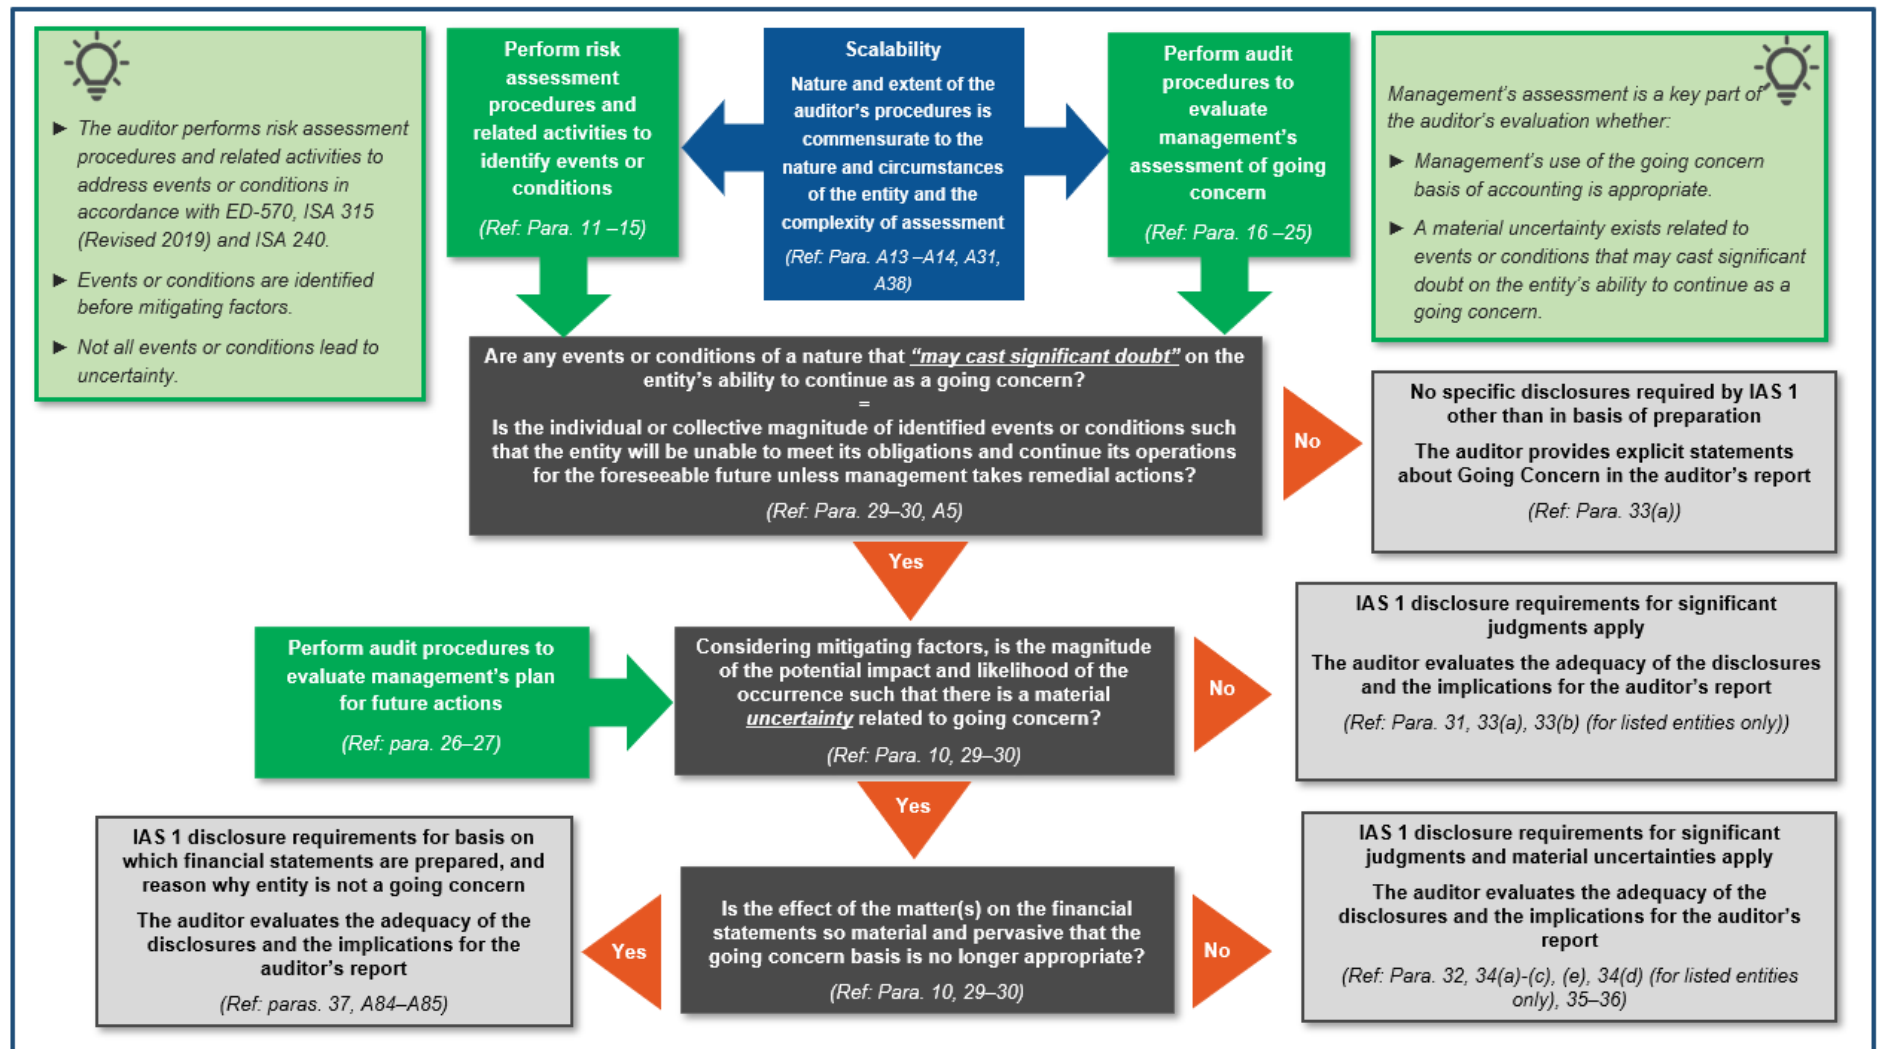 ► The auditor performs risk assessment
procedures and related activities to
address events or conditions in
accordance with ED-570, ISA 315
(Revised 2019) and ISA 240.
► Events or conditions are identified
before mitigating factors.
► Not all events or conditions lead to
uncertainty.
Perform risk
assessment
procedures and
related activities to
identify events or
conditions
(Ref: Para. 11 –15)
Scalability
Nature and extent of the
auditor's procedures is
commensurate to the
nature and circumstances
of the entity and the
complexity of assessment
(Ref: Para. A13 –A14, A31,
A38)
Perform audit
procedures to
evaluate
management's
assessment of going
concern
(Ref: Para. 16 –25)
Management's assessment is a key part of
the auditor's evaluation whether:
► Management's use of the going concern
basis of accounting is appropriate.
► A material uncertainty exists related to
events or conditions that may cast significant
doubt on the entity's ability to continue as a
going concern.
Are any events or conditions of a nature that "may cast significant doubt" on the
entity's ability to continue as a going concern?
=
Is the individual or collective magnitude of identified events or conditions such
that the entity will be unable to meet its obligations and continue its operations
for the foreseeable future unless management takes remedial actions?
(Ref: Para. 29–30, A5)
No
No specific disclosures required by IAS 1
other than in basis of preparation
The auditor provides explicit statements
about Going Concern in the auditor's report
(Ref: Para. 33(a))
Yes
Perform audit procedures to
evaluate management's plan
for future actions
(Ref: para. 26–27)
Considering mitigating factors, is the magnitude
of the potential impact and likelihood of the
occurrence such that there is a material
uncertainty related to going concern?
(Ref: Para. 10, 29–30)
No
IAS 1 disclosure requirements for significant
judgments apply
The auditor evaluates the adequacy of the disclosures
and the implications for the auditor's report
(Ref: Para. 31, 33(a), 33(b) (for listed entities only))
Yes
IAS 1 disclosure requirements for basis on
which financial statements are prepared, and
reason why entity is not a going concern
The auditor evaluates the adequacy of the
disclosures and the implications for the
auditor's report
(Ref: paras. 37, A84–A85)
Yes
Is the effect of the matter(s) on the financial
statements so material and pervasive that the
going concern basis is no longer appropriate?
(Ref: Para. 10, 29–30)
No
IAS 1 disclosure requirements for significant
judgments and material uncertainties apply
The auditor evaluates the adequacy of the
disclosures and the implications for the auditor's
report
(Ref: Para. 32, 34(a)-(c), (e), 34(d) (for listed entities
only), 35–36)